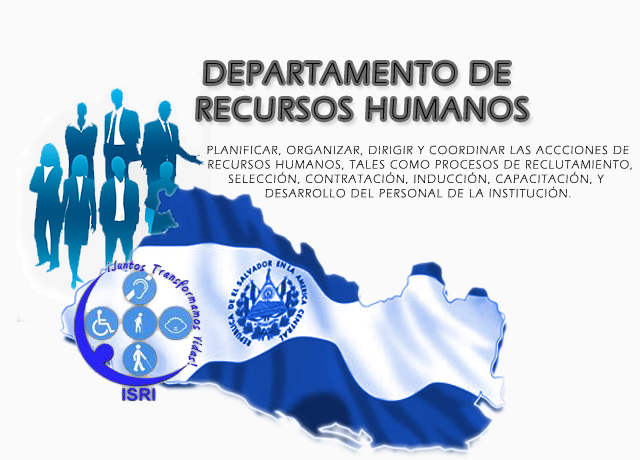 DEPARTAMENTO DE
RECURSOS HUMANOS
PLANIFICAR, ORGANIZAR, DIRIGIR Y COORDINAR LAS ACCCIONES DE
RECURSOS HUMANOS, TALES COMO PROCESOS DE RECLUTAMIENTO,
SELECCIÓN, CONTRATACIÓN, INDUCCIÓN, CAPACITACIÓN, Y
DESARROLLO DEL PERSONAL DE LA INSTITUCIÓN.
¡Juntos Transformamos Vidas!
REPUBLICA DE EL SALVADOR EN LA AMERICA CENTRAL
ISRI